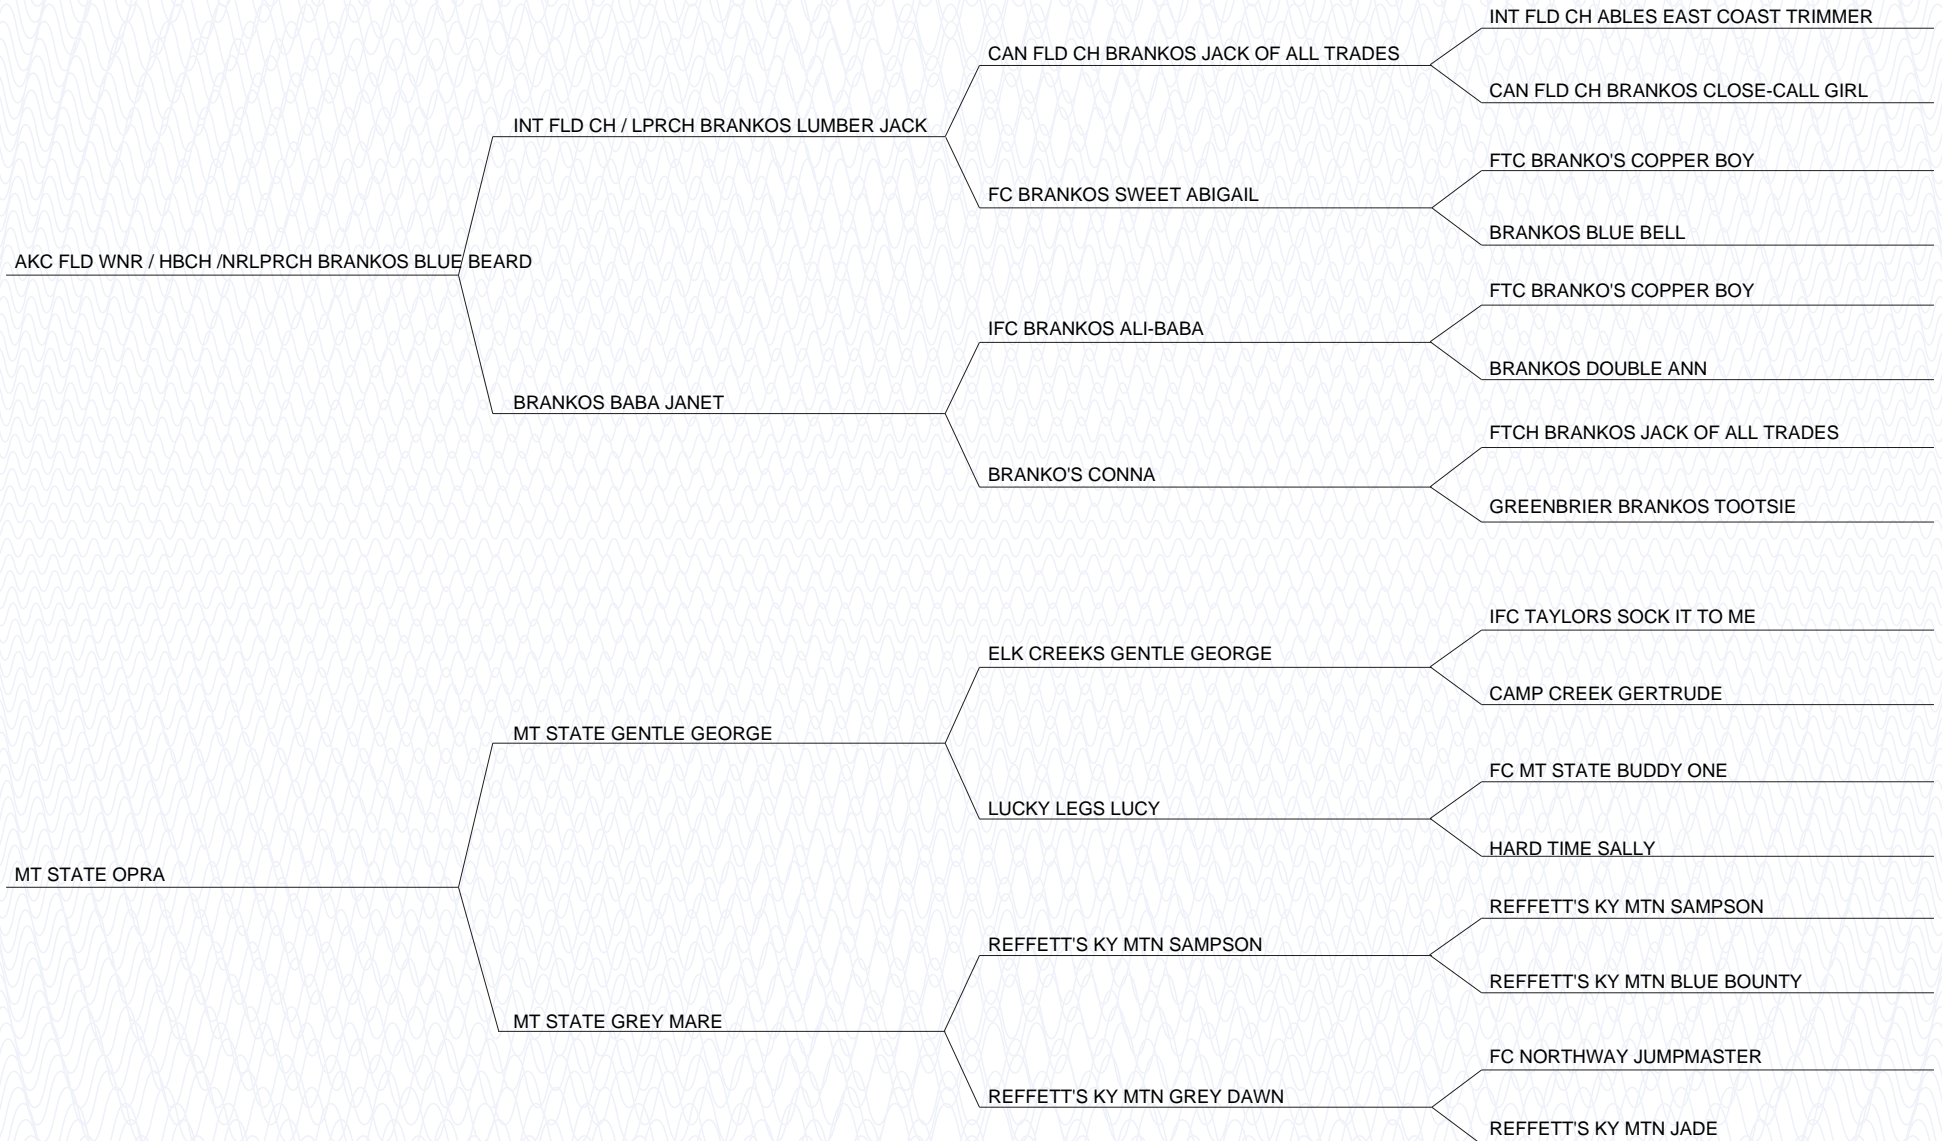 INT FLD CH ABLES EAST COAST TRIMMER
CAN FLD CH BRANKOS JACK OF ALL TRADES
CAN FLD CH BRANKOS CLOSE-CALL GIRL
INT FLD CH / LPRCH BRANKOS LUMBER JACK
FTC BRANKO'S COPPER BOY
FC BRANKOS SWEET ABIGAIL
BRANKOS BLUE BELL
AKC FLD WNR / HBCH /NRLPRCH BRANKOS BLUE BEARD
FTC BRANKO'S COPPER BOY
IFC BRANKOS ALI-BABA
BRANKOS DOUBLE ANN
BRANKOS BABA JANET
FTCH BRANKOS JACK OF ALL TRADES
BRANKO'S CONNA
GREENBRIER BRANKOS TOOTSIE
IFC TAYLORS SOCK IT TO ME
ELK CREEKS GENTLE GEORGE
CAMP CREEK GERTRUDE
MT STATE GENTLE GEORGE
FC MT STATE BUDDY ONE
LUCKY LEGS LUCY
HARD TIME SALLY
MT STATE OPRA
REFFETT'S KY MTN SAMPSON
REFFETT'S KY MTN SAMPSON
REFFETT'S KY MTN BLUE BOUNTY
MT STATE GREY MARE
FC NORTHWAY JUMPMASTER
REFFETT'S KY MTN GREY DAWN
REFFETT'S KY MTN JADE